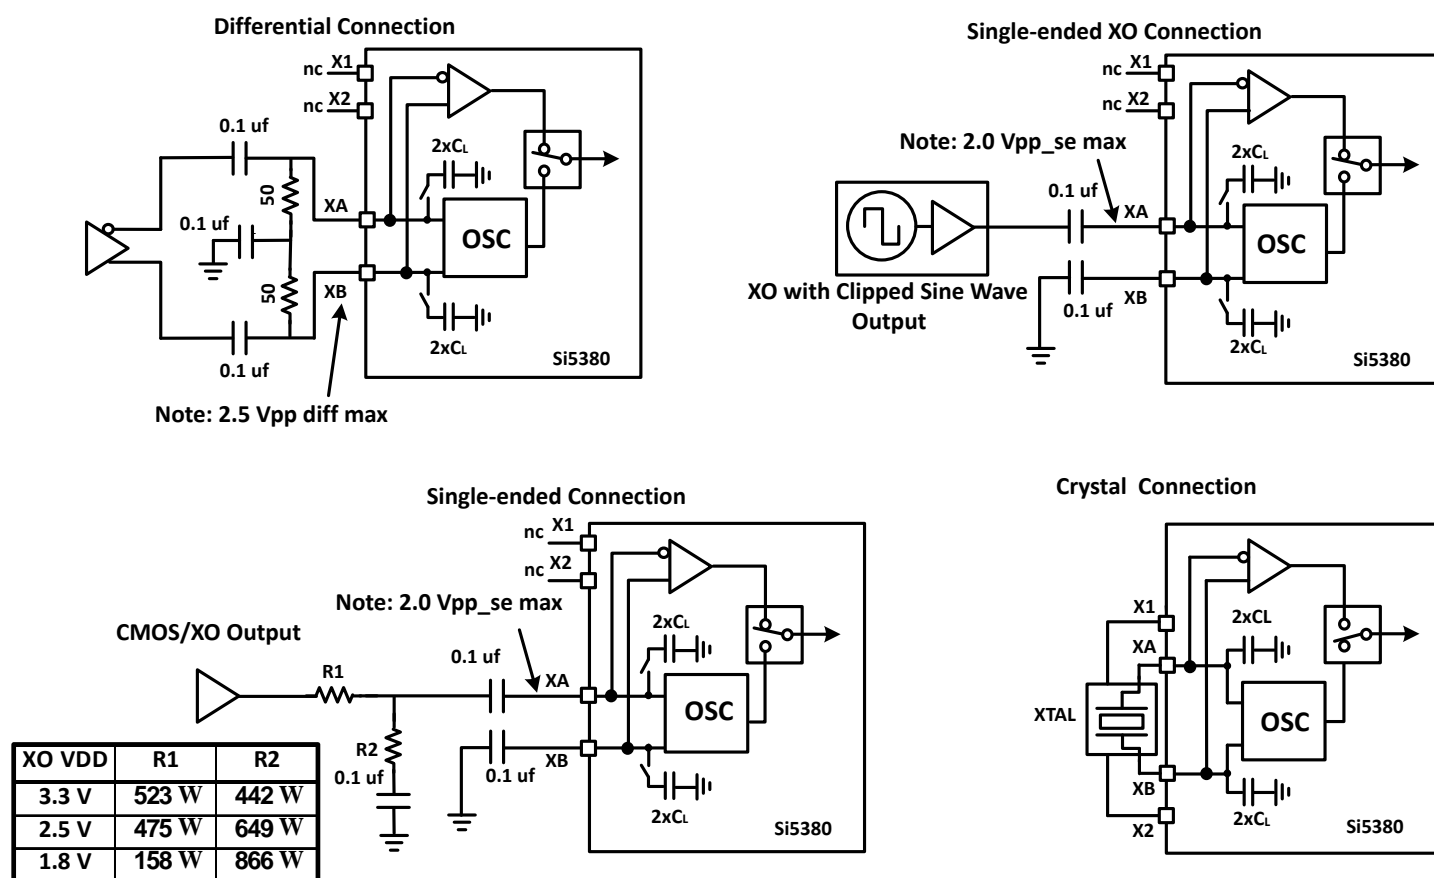 Differential Connection
nc X1
nc X2
0.1 uf
50
0.1 uf
50
0.1 uf
XA
XB
2xCL
OSC
2xCL
Si5380
Note: 2.5 Vpp diff max
Single-ended XO Connection
nc X1
nc X2
Note: 2.0 Vpp_se max
0.1 uf
XA
XB
0.1 uf
XO with Clipped Sine Wave
Output
2xCL
OSC
2xCL
Si5380
Single-ended Connection
nc X1
nc X2
Note: 2.0 Vpp_se max
CMOS/XO Output
R1
R2
0.1 uf
0.1 uf
XA
0.1 uf
XB
2xCL
OSC
2xCL
Si5380
XO VDD R1 R2
3.3 V 523 W 442 W
2.5 V 475 W 649 W
1.8 V 158 W 866 W
Crystal Connection
X1
XA
XTAL
XB
X2
2xCL
OSC
2xCL
Si5380